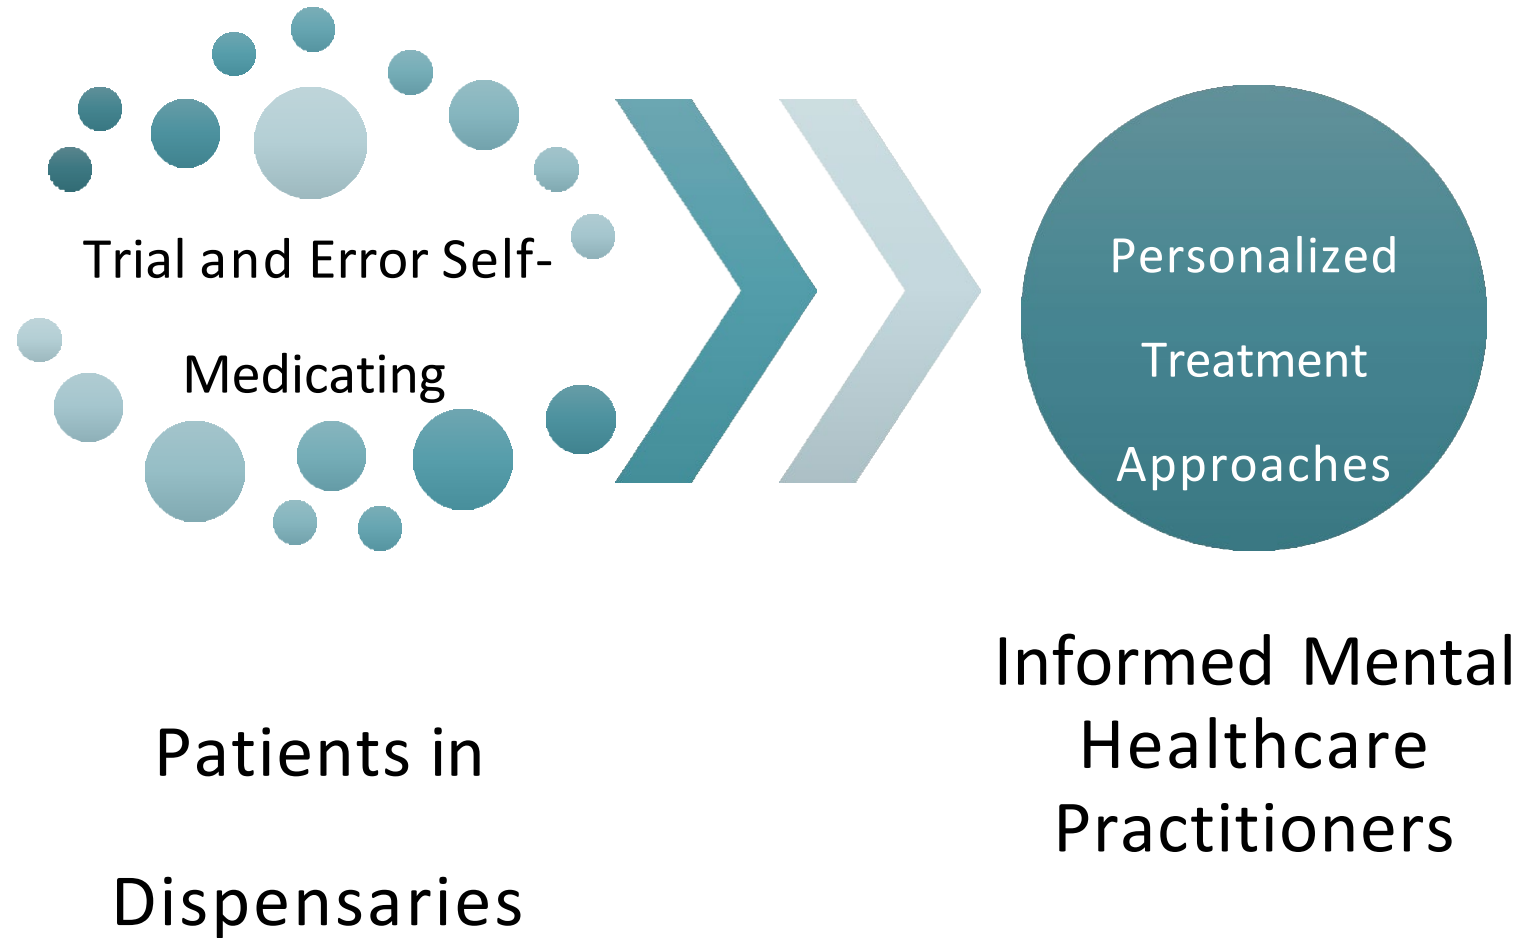 Trial and Error Self-
Medicating
Patients in
Dispensaries
Personalized
Treatment
Approaches
Informed Mental
Healthcare
Practitioners